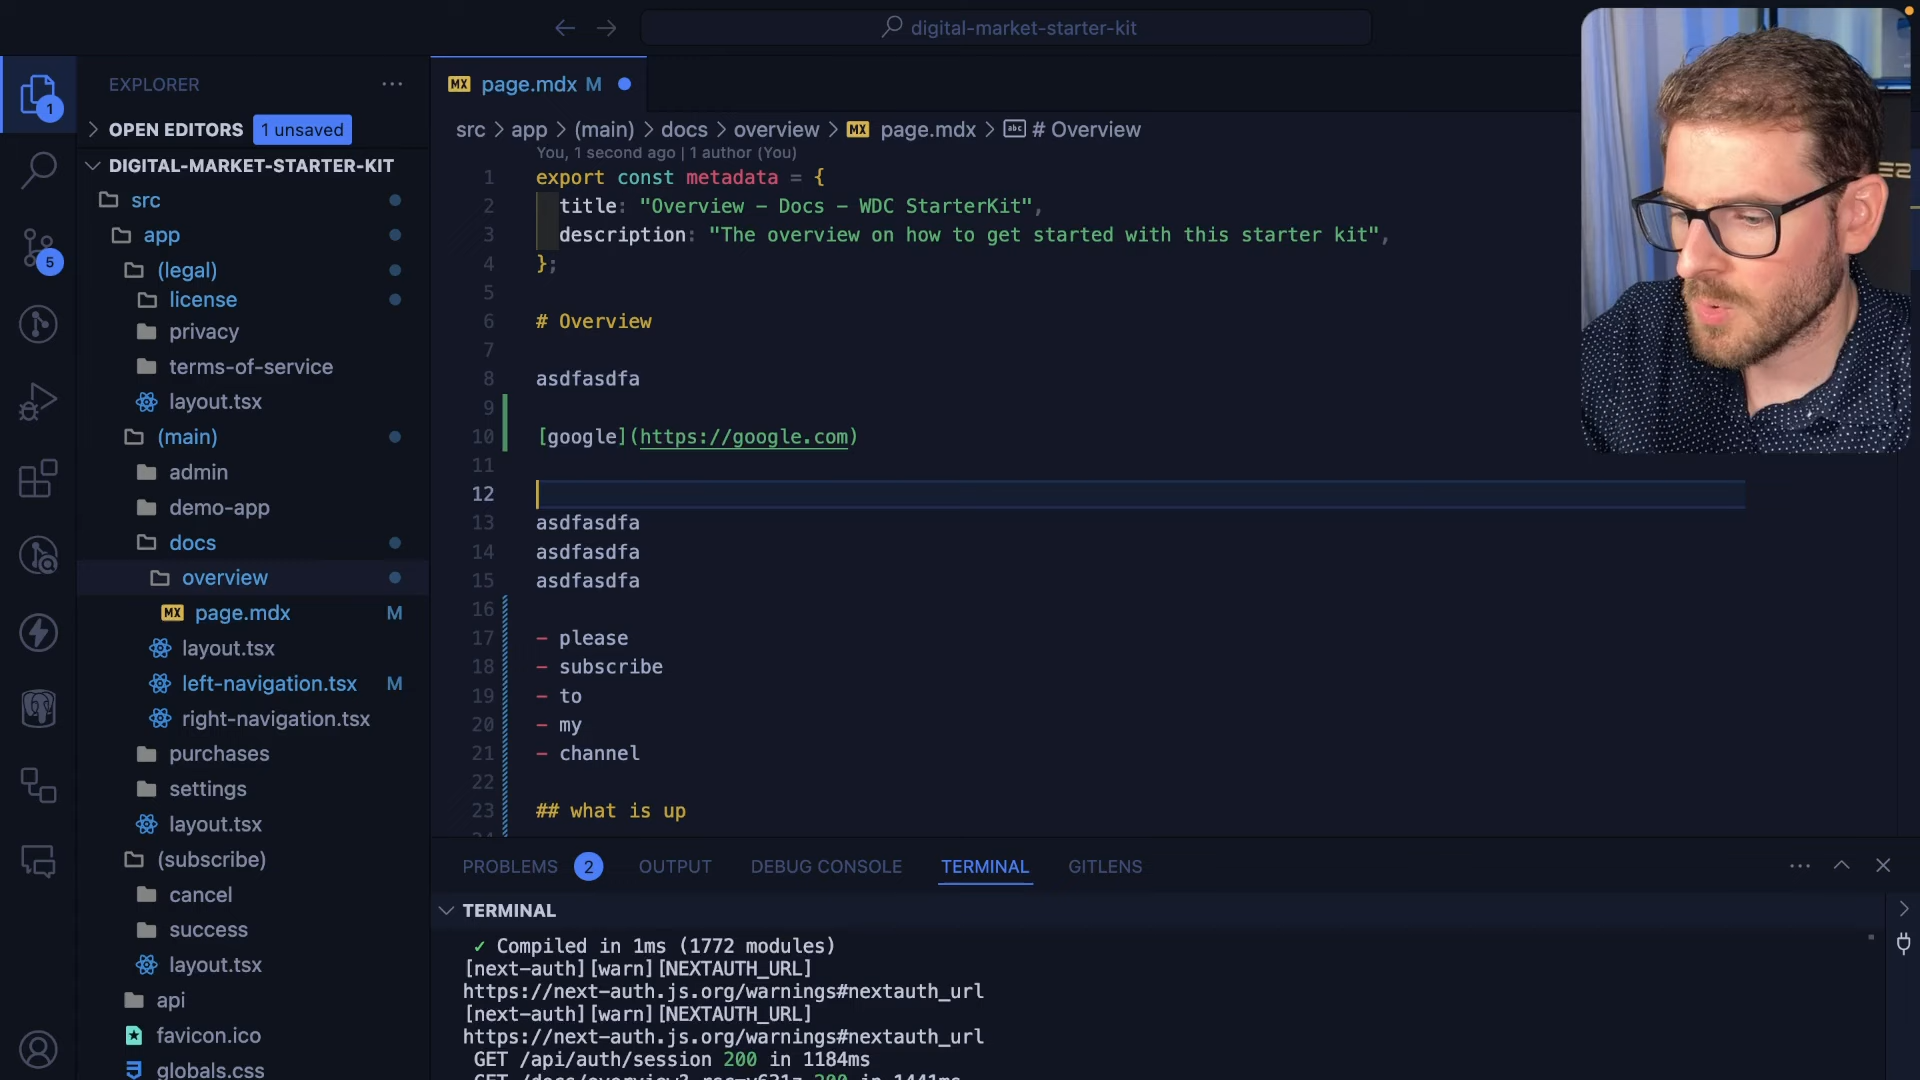 digital-market-starter-kit
EXPLORER
OPEN EDITORS 1 unsaved
DIGITAL-MARKET-STARTER-KIT
src
app
(legal)
license
privacy
terms-of-service
layout.tsx
(main)
admin
demo-app
docs
overview
MX page.mdx M
layout.tsx
left-navigation.tsx M
right-navigation.tsx
purchases
settings
layout.tsx
(subscribe)
cancel
success
layout.tsx
api
favicon.ico
globals.css
1
5
MX page.mdx M
src > app > (main) > docs > overview > MX page.mdx > abc # Overview
You, 1 second ago | 1 author (You)
1 export const metadata = {
2 title: "Overview – Docs – WDC StarterKit",
3 description: "The overview on how to get started with this starter kit",
4 };
5
6 # Overview
7
8 asdfasdfa
9
10 [google](https://google.com)
11
12
13 asdfasdfa
14 asdfasdfa
15 asdfasdfa
16
17 - please
18 - subscribe
19 - to
20 - my
21 - channel
22
23 ## what is up
PROBLEMS 2 OUTPUT DEBUG CONSOLE TERMINAL GITLENS
TERMINAL
✓ Compiled in 1ms (1772 modules)
[next-auth][warn][NEXTAUTH_URL]
https://next-auth.js.org/warnings#nextauth_url
[next-auth][warn][NEXTAUTH_URL]
https://next-auth.js.org/warnings#nextauth_url
GET /api/auth/session 200 in 1184ms